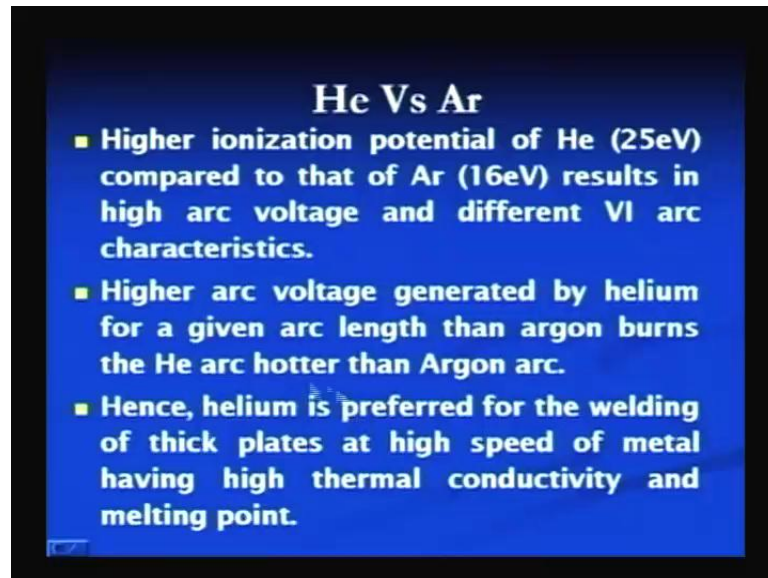 He Vs Ar
Higher ionization potential of He (25eV)
compared to that of Ar (16eV) results in
high arc voltage and different VI arc
characteristics.
Higher arc voltage generated by helium
for a given arc length than argon burns
the He arc hotter than Argon arc.
Hence, helium is preferred for the welding
of thick plates at high speed of metal
having high thermal conductivity and
melting point.